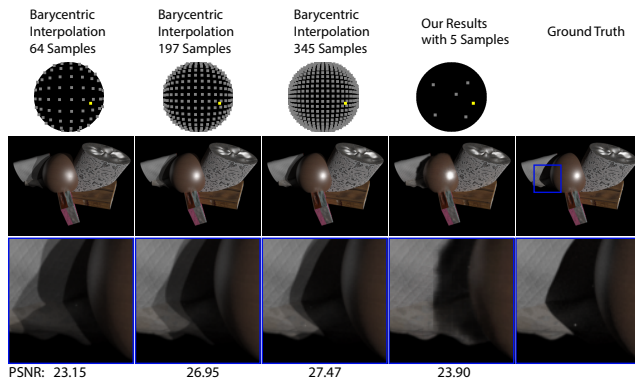 Barycentric
Interpolation
64 Samples
Barycentric
Interpolation
197 Samples
Barycentric
Interpolation
345 Samples
Our Results
with 5 Samples
Ground Truth
PSNR: 23.15
26.95
27.47
23.90